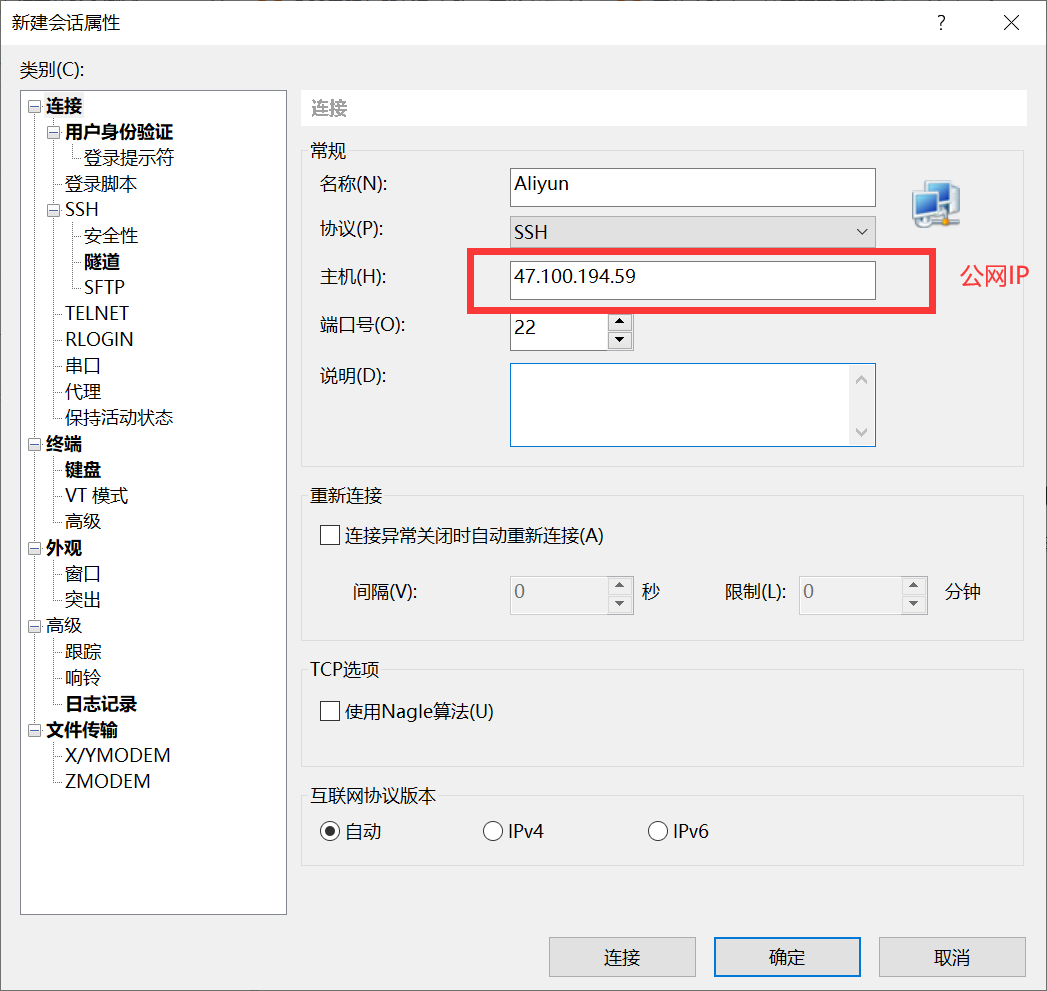 新建会话属性
?
类别(C):
连接
用户身份验证
登录提示符
登录脚本
SSH
安全性
隧道
SFTP
TELNET
RLOGIN
串口
代理
保持活动状态
终端
键盘
VT 模式
高级
外观
窗口
突出
高级
跟踪
响铃
日志记录
文件传输
X/YMODEM
ZMODEM
连接
常规
名称(N):
Aliyun
协议(P):
SSH
主机(H):
47.100.194.59
公网IP
端口号(O):
22
说明(D):
重新连接
连接异常关闭时自动重新连接(A)
间隔(V):
0
秒
限制(L):
0
分钟
TCP选项
使用Nagle算法(U)
互联网协议版本
自动
IPv4
IPv6
连接
确定
取消